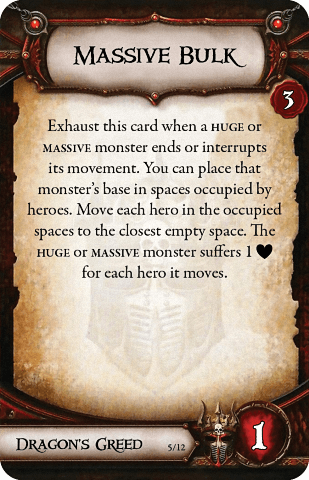 Massive Bulk
3
Exhaust this card when a HUGE or
MASSIVE monster ends or interrupts
its movement. You can place that
monster's base in spaces occupied by
heroes. Move each hero in the occupied
spaces to the closest empty space. The
HUGE or MASSIVE monster suffers 1 ♥
for each hero it moves.
Dragon's Greed
5/12
1